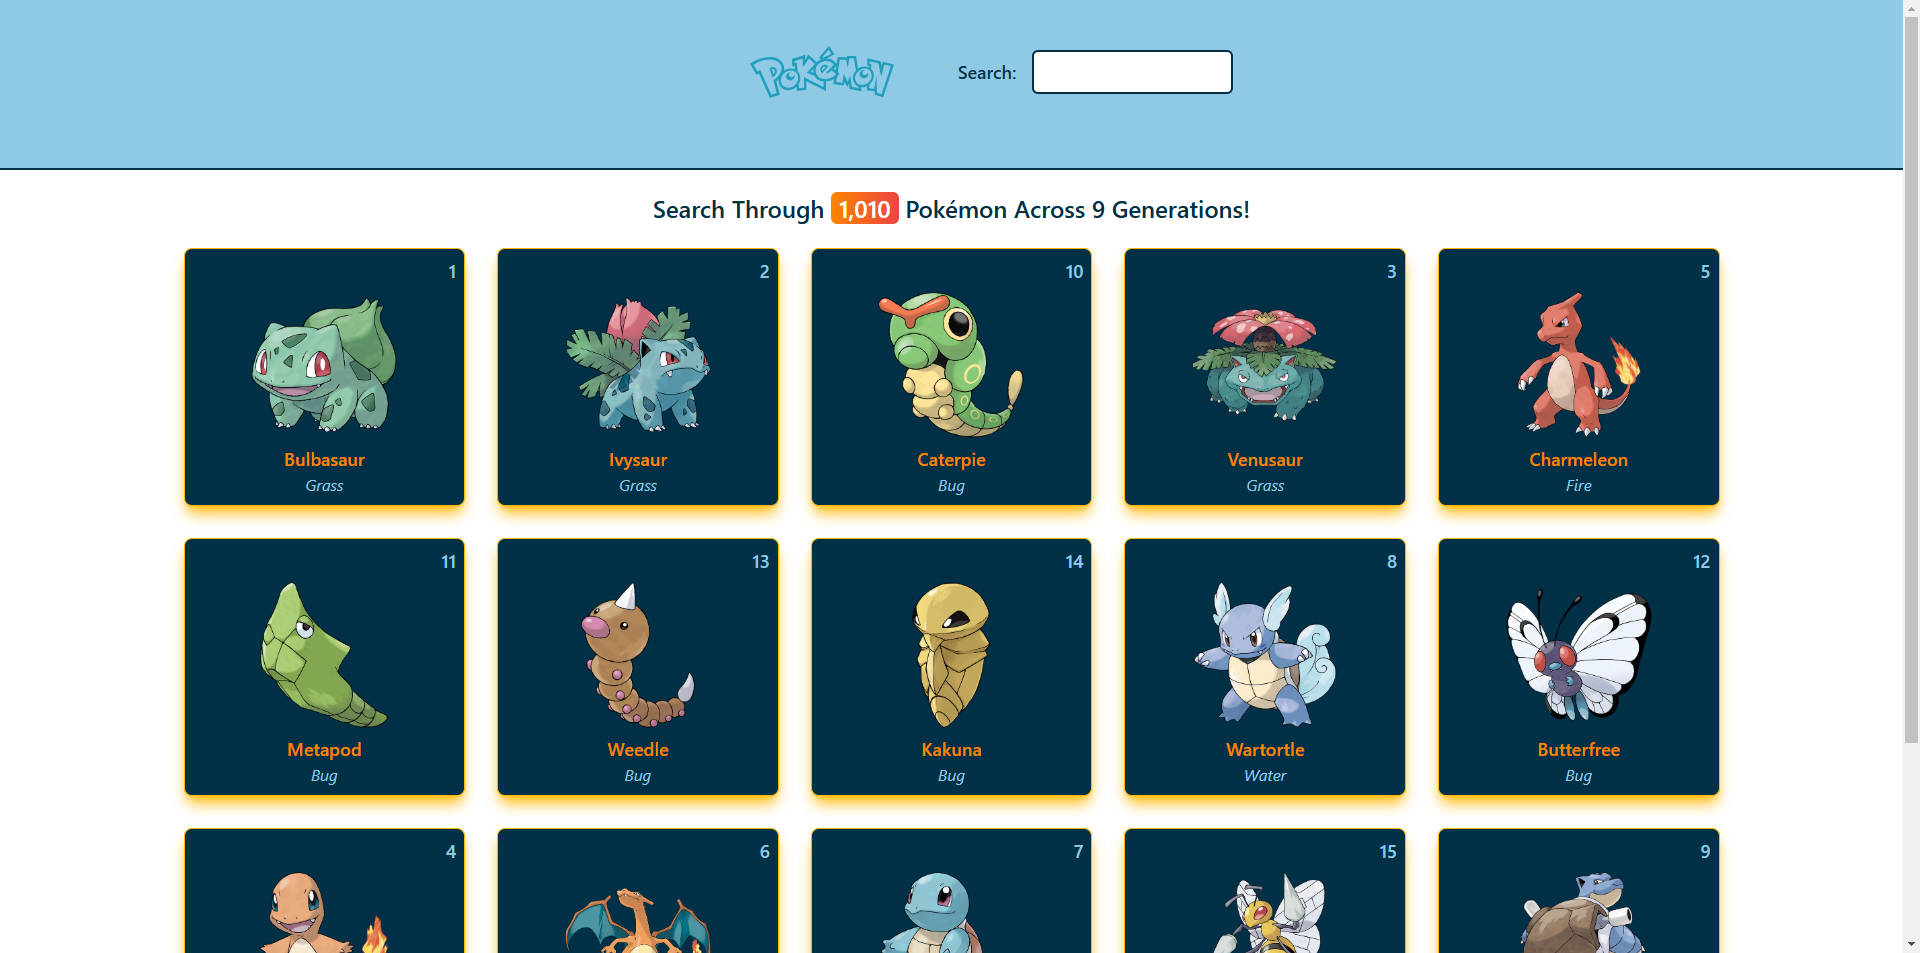 POKéMON
Search:
Search Through 1,010 Pokémon Across 9 Generations!
1
Bulbasaur
Grass
2
Ivysaur
Grass
10
Caterpie
Bug
3
Venusaur
Grass
5
Charmeleon
Fire
11
Metapod
Bug
13
Weedle
Bug
14
Kakuna
Bug
8
Wartortle
Water
12
Butterfree
Bug
4
6
7
15
9